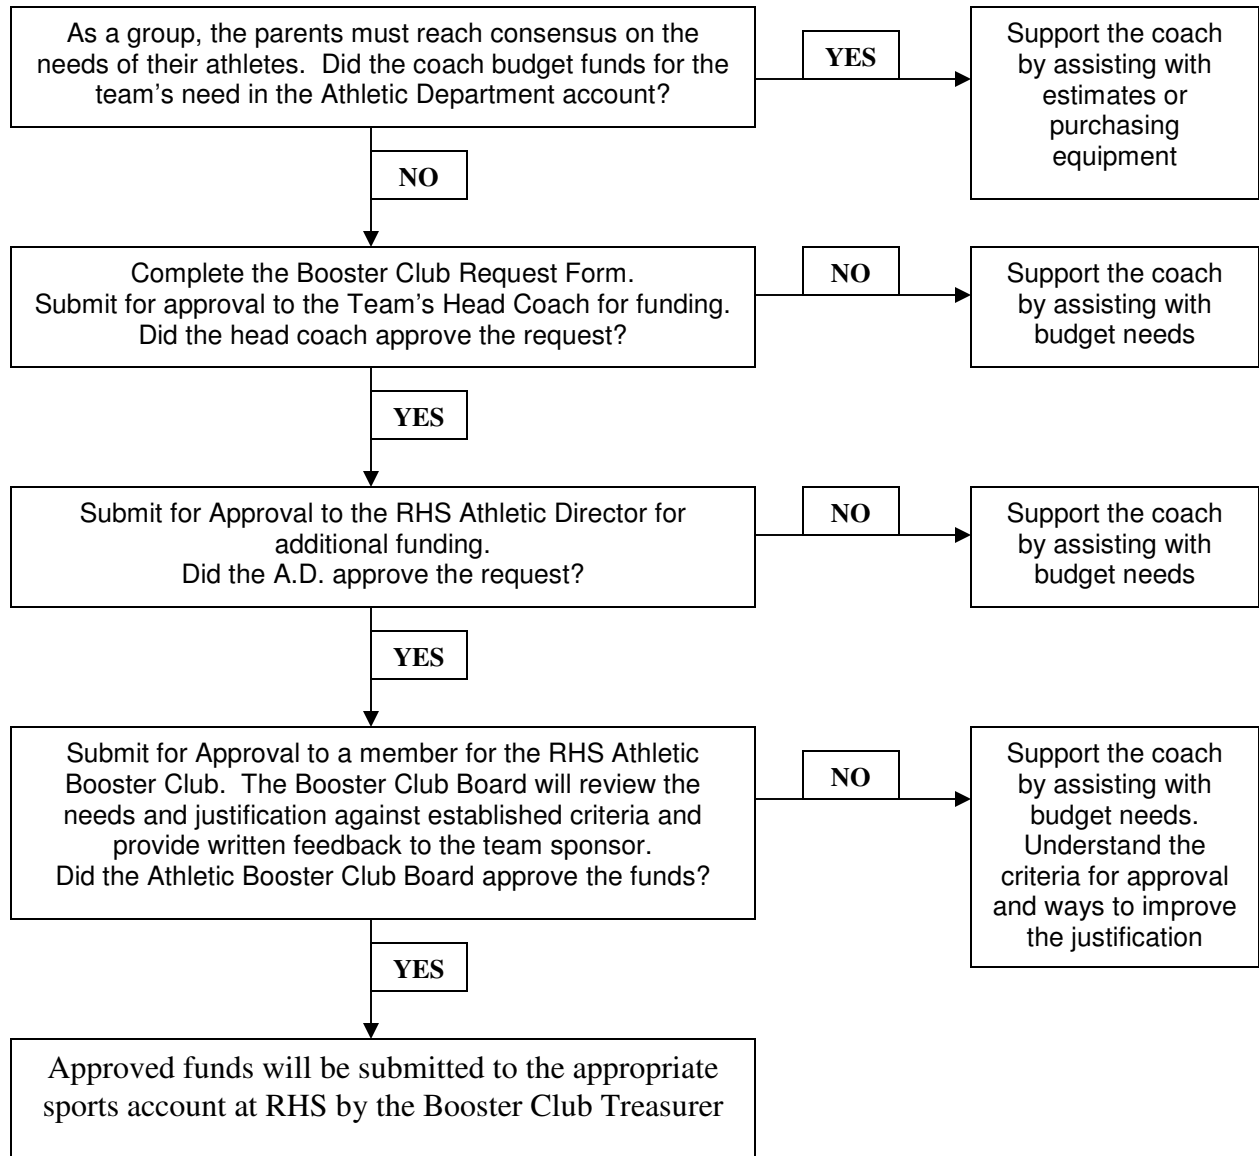 As a group, the parents must reach consensus on the
needs of their athletes.  Did the coach budget funds for the
team's need in the Athletic Department account?
YES
Support the coach
by assisting with
estimates or
purchasing
equipment
NO
Complete the Booster Club Request Form.
Submit for approval to the Team's Head Coach for funding.
Did the head coach approve the request?
NO
Support the coach
by assisting with
budget needs
YES
Submit for Approval to the RHS Athletic Director for
additional funding.
Did the A.D. approve the request?
NO
Support the coach
by assisting with
budget needs
YES
Submit for Approval to a member for the RHS Athletic
Booster Club.  The Booster Club Board will review the
needs and justification against established criteria and
provide written feedback to the team sponsor.
Did the Athletic Booster Club Board approve the funds?
NO
Support the coach
by assisting with
budget needs.
Understand the
criteria for approval
and ways to improve
the justification
YES
Approved funds will be submitted to the appropriate
sports account at RHS by the Booster Club Treasurer